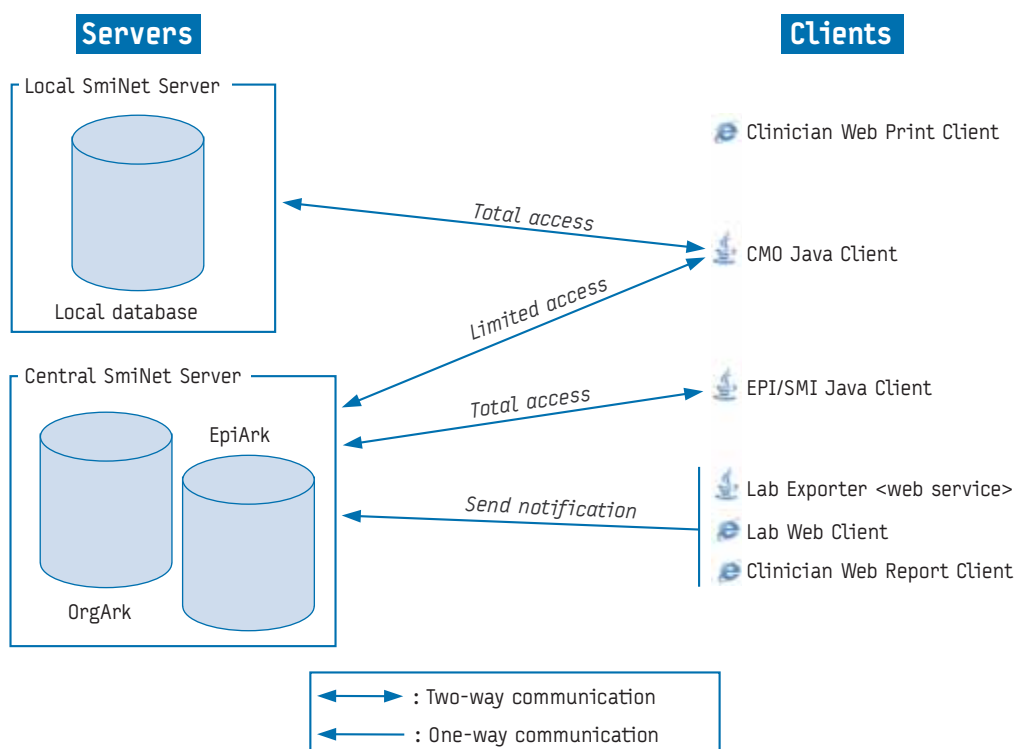 Servers
Clients
Local SmiNet Server
Local database
Central SmiNet Server
EpiArk
OrgArk
Total access
Limited access
Total access
Send notification
Clinician Web Print Client
CMO Java Client
EPI/SMI Java Client
Lab Exporter <web service>
Lab Web Client
Clinician Web Report Client
: Two-way communication
: One-way communication